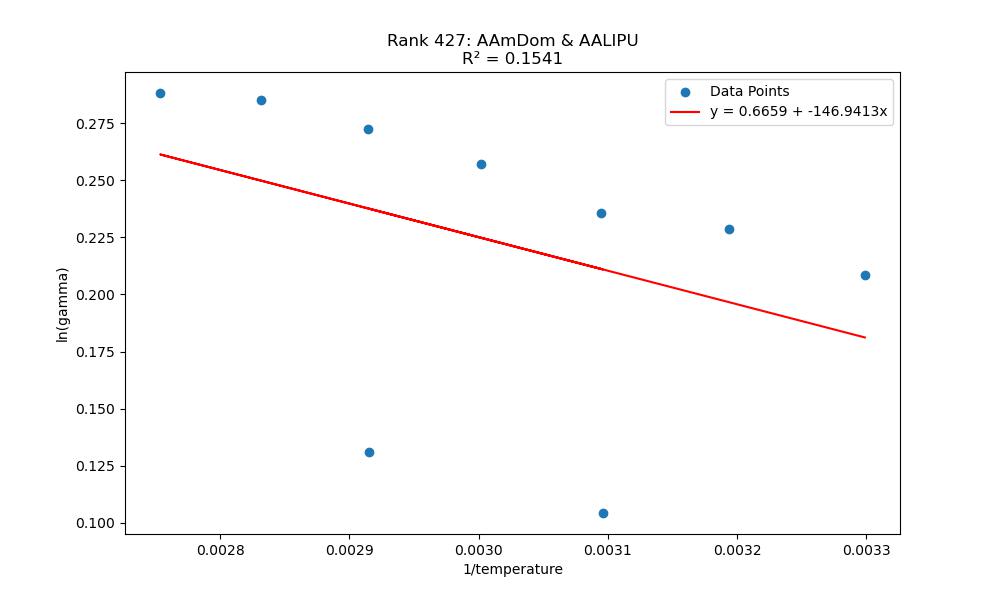 Rank 427: AAmDom & AALIPU
R² = 0.1541
Data Points
y = 0.6659 + -146.9413x
ln(gamma)
0.275
0.250
0.225
0.200
0.175
0.150
0.125
0.100
0.0028 0.0029 0.0030 0.0031 0.0032 0.0033
1/temperature